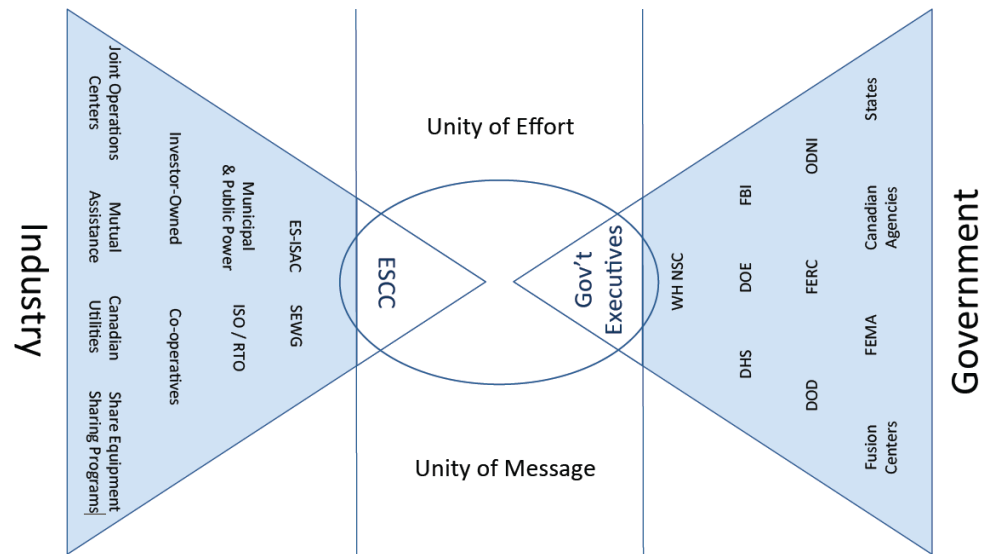 Industry
Joint Operations
Centers
Mutual
Assistance
Canadian
Utilities
Share Equipment
Sharing Programs
Investor-Owned
Co-operatives
Municipal
& Public Power
ISO / RTO
ES-ISAC
SEWG
ESCC
Unity of Effort
Unity of Message
Gov’t
Executives
WH NSC
FBI
DOE
DHS
ODNI
FERC
DOD
States
Canadian
Agencies
FEMA
Fusion
Centers
Government